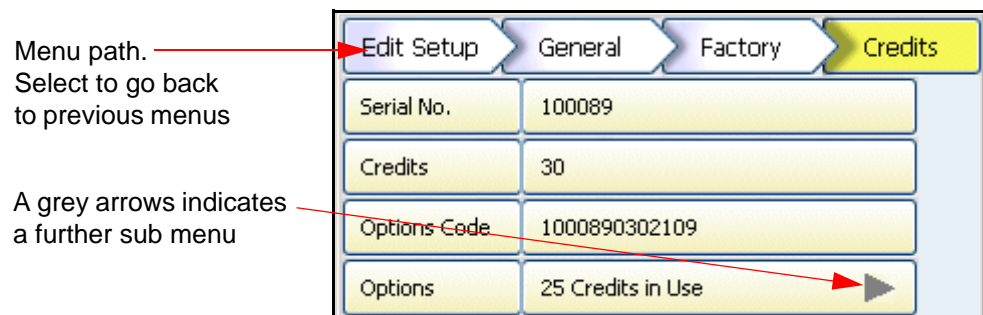 Menu path.
Select to go back
to previous menus
A grey arrows indicates
a further sub menu
Edit Setup General Factory Credits
Serial No. 100089
Credits 30
Options Code 1000890302109
Options 25 Credits in Use